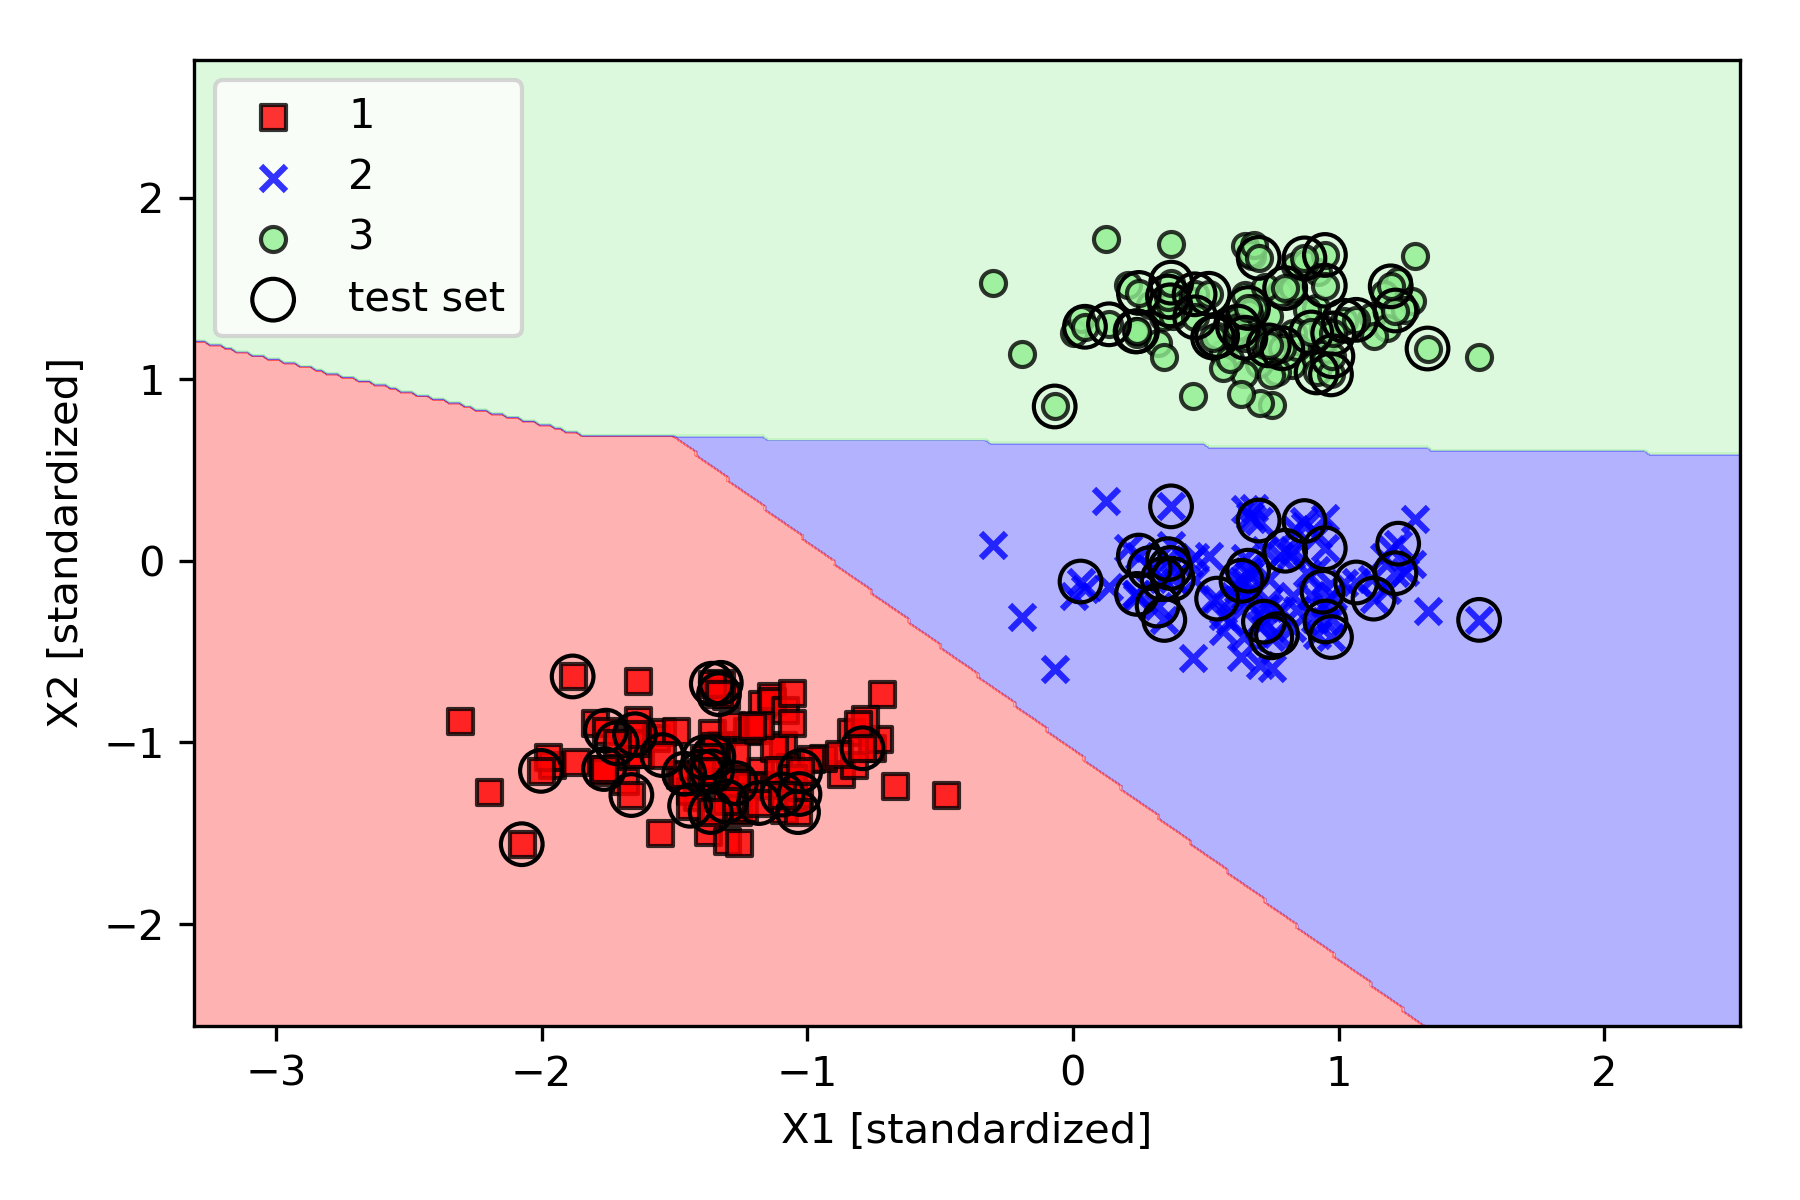 1
2
3
test set
2
1
0
−1
−2
X2 [standardized]
−3 −2 −1 0 1 2
X1 [standardized]